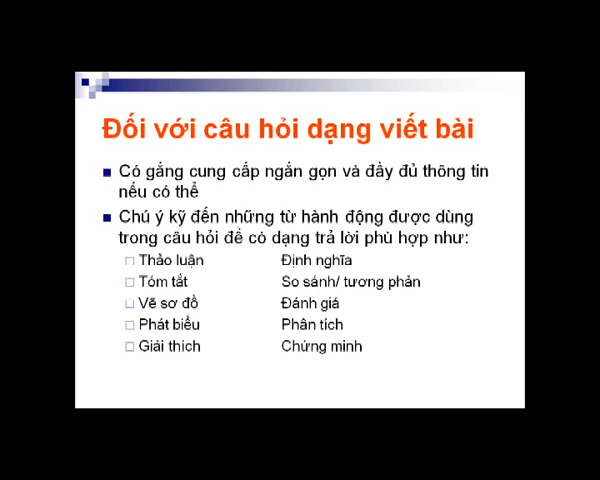 Đối với câu hỏi dạng viết bài
Có gắng cung cấp ngắn gọn và đầy đủ thông tin
nếu có thể
Chú ý kỹ đến những từ hành động được dùng
trong câu hỏi để có dạng trả lời phù hợp như:
Thảo luận Định nghĩa
Tóm tắt So sánh/ tương phản
Vẽ sơ đồ Đánh giá
Phát biểu Phân tích
Giải thích Chứng minh